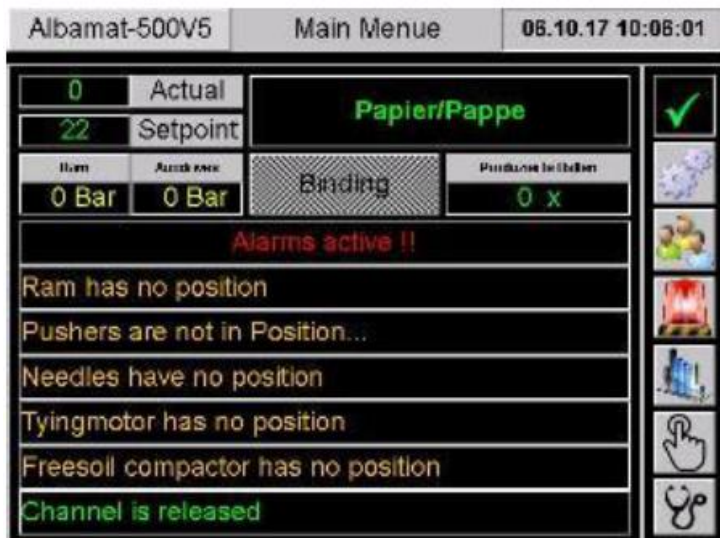 Albamat-500V5 Main Menue 06.10.17 10:06:01
0 Actual
Papier/Pappe
22 Setpoint
Ram
0 Bar 0 Bar
Binding
0 x
Alarms active !!
Ram has no position
Pushers are not in Position...
Needles have no position
Tyingmotor has no position
Freesoil compactor has no position
Channel is released